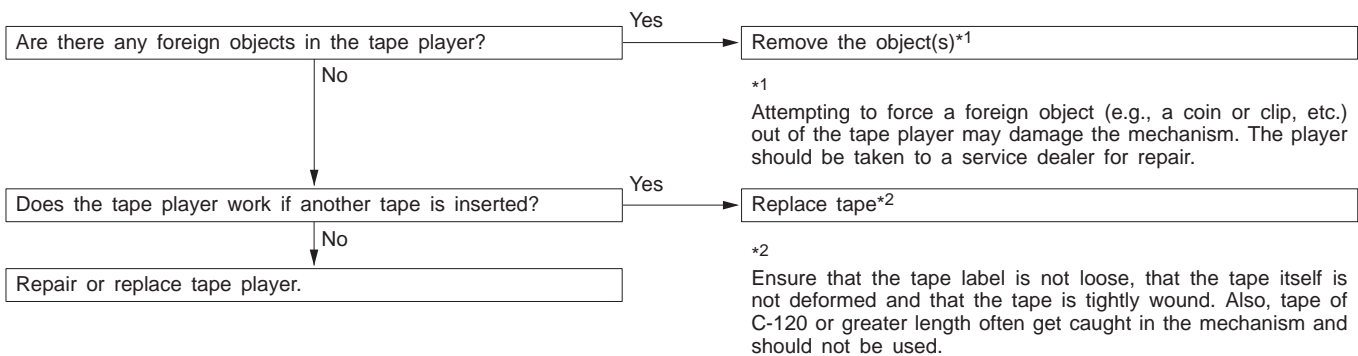 Are there any foreign objects in the tape player?
Yes
Remove the object(s)*1
No
*1
Attempting to force a foreign object (e.g., a coin or clip, etc.)
out of the tape player may damage the mechanism. The player
should be taken to a service dealer for repair.
Does the tape player work if another tape is inserted?
Yes
Replace tape*2
No
Repair or replace tape player.
*2
Ensure that the tape label is not loose, that the tape itself is
not deformed and that the tape is tightly wound. Also, tape of
C-120 or greater length often get caught in the mechanism and
should not be used.